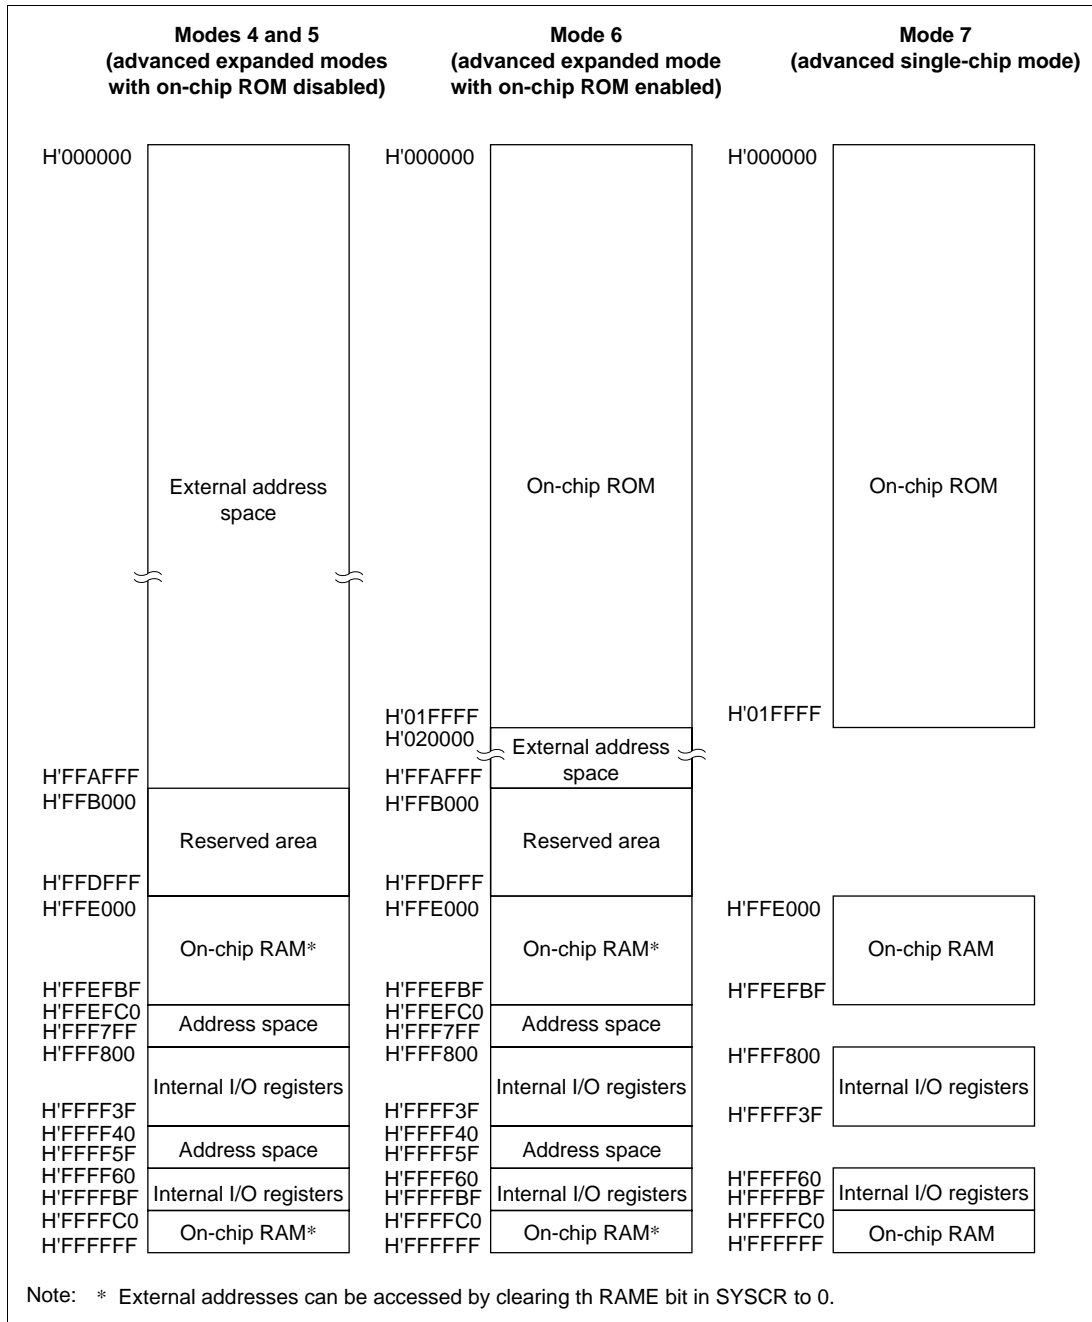 Modes 4 and 5
(advanced expanded modes
with on-chip ROM disabled)
H'000000
External address
space
H'FFAFFF
H'FFB000
Reserved area
H'FFDFFF
H'FFE000
On-chip RAM*
H'FFEFBF
H'FFEFC0
Address space
H'FFF7FF
H'FFF800
Internal I/O registers
H'FFFF3F
H'FFFF40
Address space
H'FFFF5F
H'FFFF60
Internal I/O registers
H'FFFFBF
H'FFFFC0
On-chip RAM*
H'FFFFFF
Mode 6
(advanced expanded mode
with on-chip ROM enabled)
H'000000
On-chip ROM
H'01FFFF
H'020000
External address
space
H'FFAFFF
H'FFB000
Reserved area
H'FFDFFF
H'FFE000
On-chip RAM*
H'FFEFBF
H'FFEFC0
Address space
H'FFF7FF
H'FFF800
Internal I/O registers
H'FFFF3F
H'FFFF40
Address space
H'FFFF5F
H'FFFF60
Internal I/O registers
H'FFFFBF
H'FFFFC0
On-chip RAM*
H'FFFFFF
Mode 7
(advanced single-chip mode)
H'000000
On-chip ROM
H'01FFFF
H'FFE000
On-chip RAM
H'FFEFBF
H'FFF800
Internal I/O registers
H'FFFF3F
H'FFFF60
Internal I/O registers
H'FFFFBF
H'FFFFC0
On-chip RAM
H'FFFFFF
Note: * External addresses can be accessed by clearing th RAME bit in SYSCR to 0.